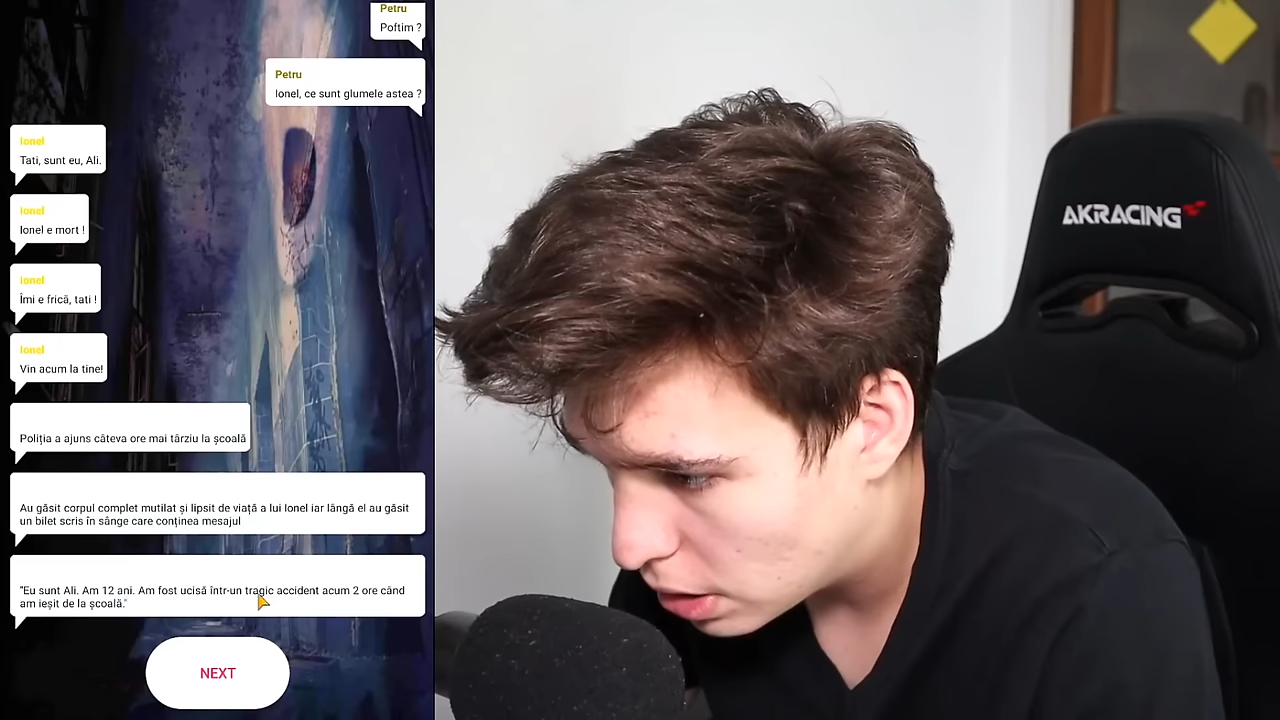 Petru
Poftim ?
Petru
Ionel, ce sunt glumele astea ?
Ionel
Tati, sunt eu, Ali.
Ionel
Ionel e mort !
Ionel
Îmi e frică, tati !
Ionel
Vin acum la tine!
Poliția a ajuns câteva ore mai târziu la școală
Au găsit corpul complet mutilat și lipsit de viață a lui Ionel iar lângă el au găsit
un bilet scris în sânge care conținea mesajul
"Eu sunt Ali. Am 12 ani. Am fost ucisă într-un tragic accident acum 2 ore când
am ieșit de la școală."
NEXT
AKRACING